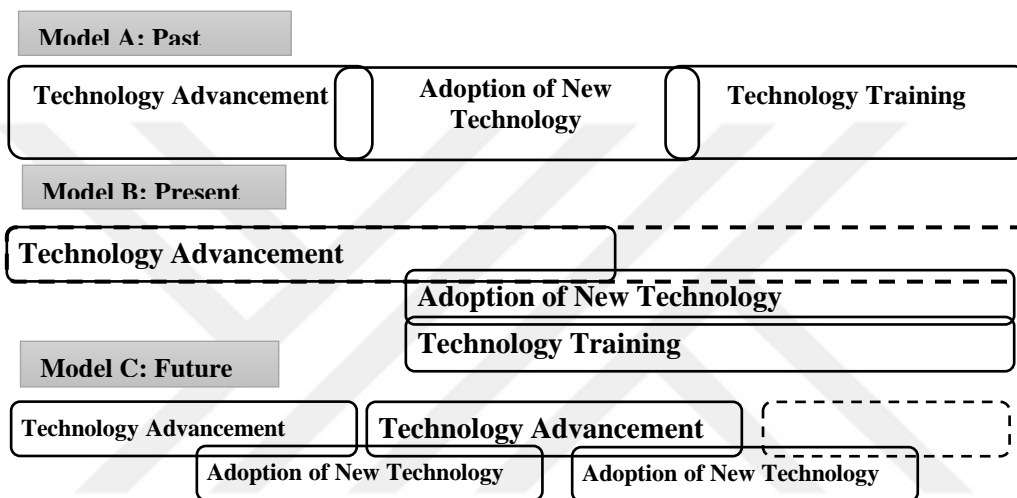 Model A: Past
Technology Advancement
Adoption of New
Technology
Technology Training
Model B: Present
Technology Advancement
Adoption of New Technology
Technology Training
Model C: Future
Technology Advancement
Technology Advancement
Adoption of New Technology
Adoption of New Technology